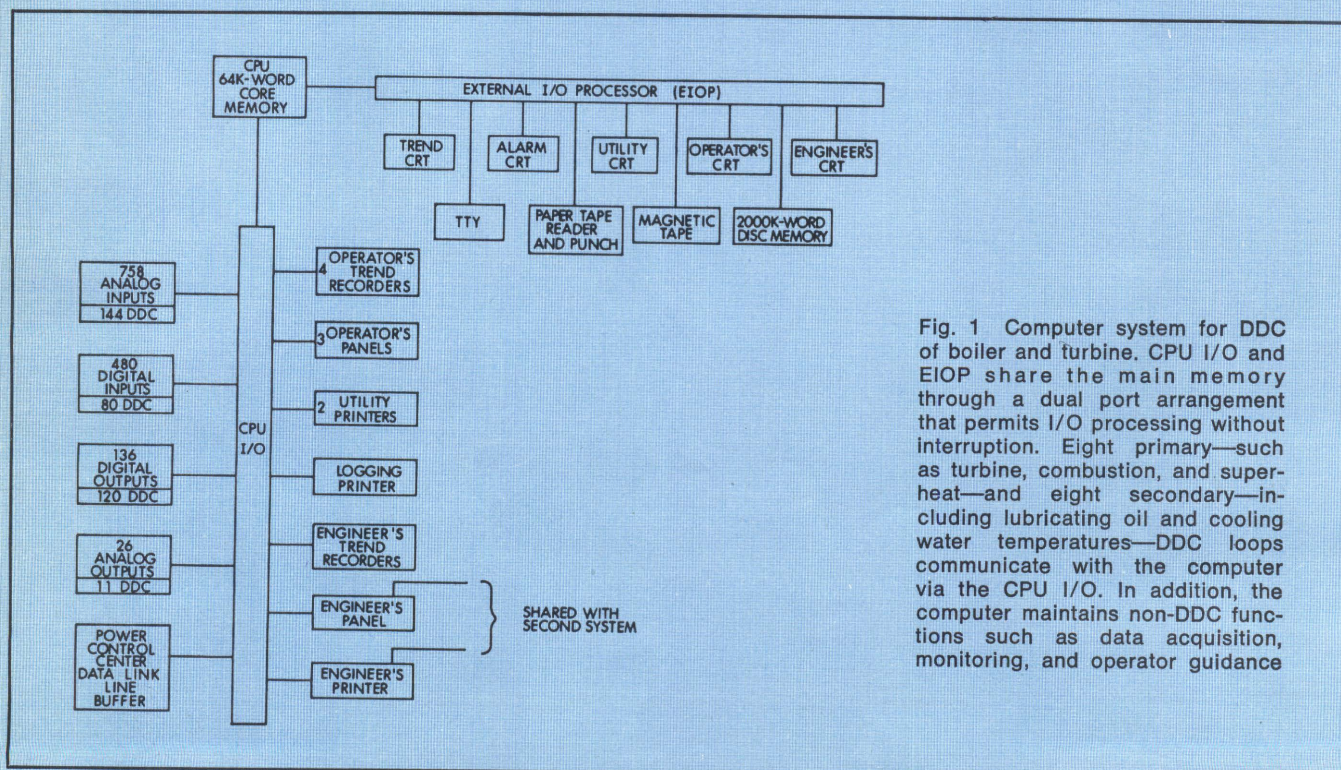 CPU
64K-WORD
CORE
MEMORY
EXTERNAL I/O PROCESSOR (EIOP)
TREND
CRT
ALARM
CRT
UTILITY
CRT
OPERATOR'S
CRT
ENGINEER'S
CRT
TTY
PAPER TAPE
READER
AND PUNCH
MAGNETIC
TAPE
2000K-WORD
DISC MEMORY
758
ANALOG
INPUTS
144 DDC
480
DIGITAL
INPUTS
80 DDC
136
DIGITAL
OUTPUTS
120 DDC
26
ANALOG
OUTPUTS
11 DDC
POWER
CONTROL
CENTER
DATA LINK
LINE
BUFFER
CPU
I/O
4 OPERATOR'S
TREND
RECORDERS
3 OPERATOR'S
PANELS
2 UTILITY
PRINTERS
LOGGING
PRINTER
ENGINEER'S
TREND
RECORDERS
ENGINEER'S
PANEL
ENGINEER'S
PRINTER
SHARED WITH
SECOND SYSTEM
Fig. 1 Computer system for DDC
of boiler and turbine. CPU I/O and
EIOP share the main memory
through a dual port arrangement
that permits I/O processing without
interruption. Eight primary—such
as turbine, combustion, and super-
heat—and eight secondary—in-
cluding lubricating oil and cooling
water temperatures—DDC loops
communicate with the computer
via the CPU I/O. In addition, the
computer maintains non-DDC func-
tions such as data acquisition,
monitoring, and operator guidance